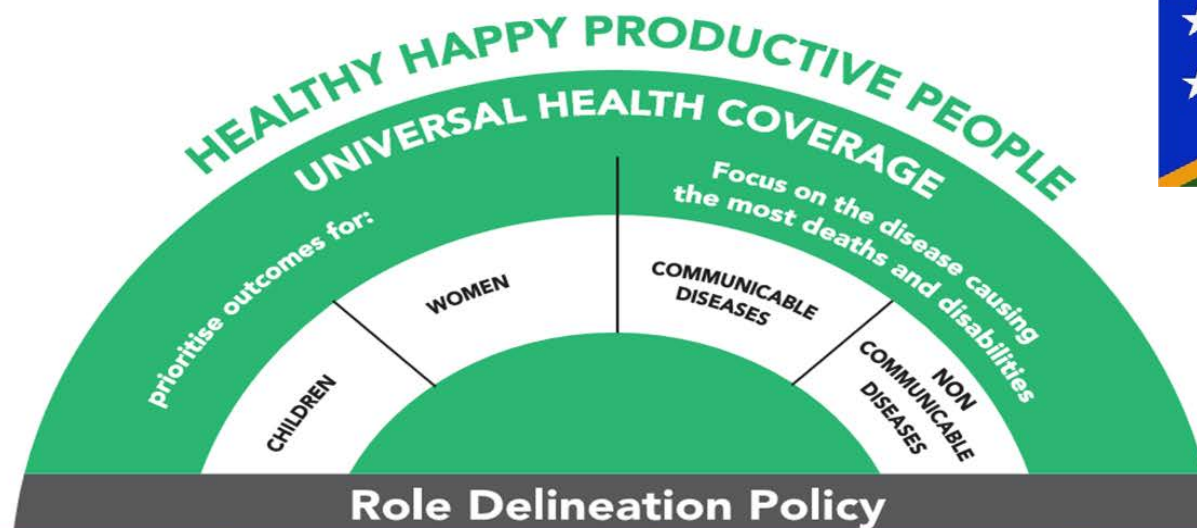 HEALTHY HAPPY PRODUCTIVE PEOPLE
UNIVERSAL HEALTH COVERAGE
prioritise outcomes for:
Focus on the disease causing
the most deaths and disabilities
CHILDREN
WOMEN
COMMUNICABLE
DISEASES
NON
COMMUNICABLE
DISEASES
Role Delineation Policy